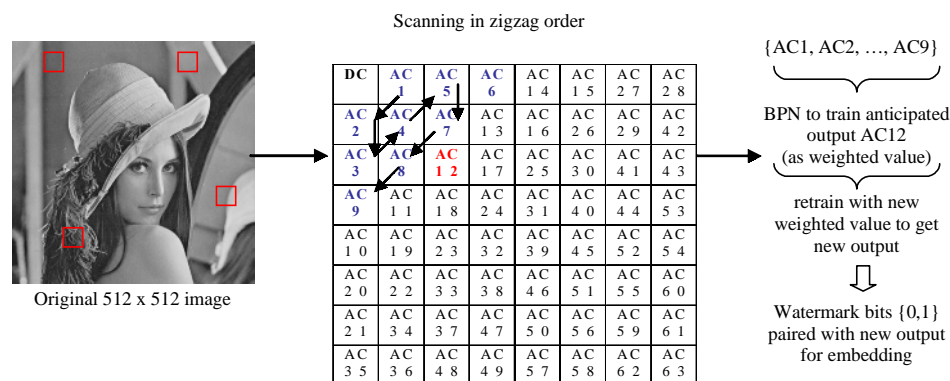 Scanning in zigzag order
Original 512 x 512 image
DC AC 1 AC 5 AC 6 AC 14 AC 15 AC 27 AC 28
AC 2 AC 4 AC 7 AC 13 AC 16 AC 26 AC 29 AC 42
AC 3 AC 8 AC 12 AC 17 AC 25 AC 30 AC 41 AC 43
AC 9 AC 11 AC 18 AC 24 AC 31 AC 40 AC 44 AC 53
AC 10 AC 19 AC 23 AC 32 AC 39 AC 45 AC 52 AC 54
AC 20 AC 22 AC 33 AC 38 AC 46 AC 51 AC 55 AC 60
AC 21 AC 34 AC 37 AC 47 AC 50 AC 56 AC 59 AC 61
AC 35 AC 36 AC 48 AC 49 AC 57 AC 58 AC 62 AC 63
{AC1, AC2, …, AC9}
BPN to train anticipated
output AC12
(as weighted value)
retrain with new
weighted value to get
new output
Watermark bits {0,1}
paired with new output
for embedding